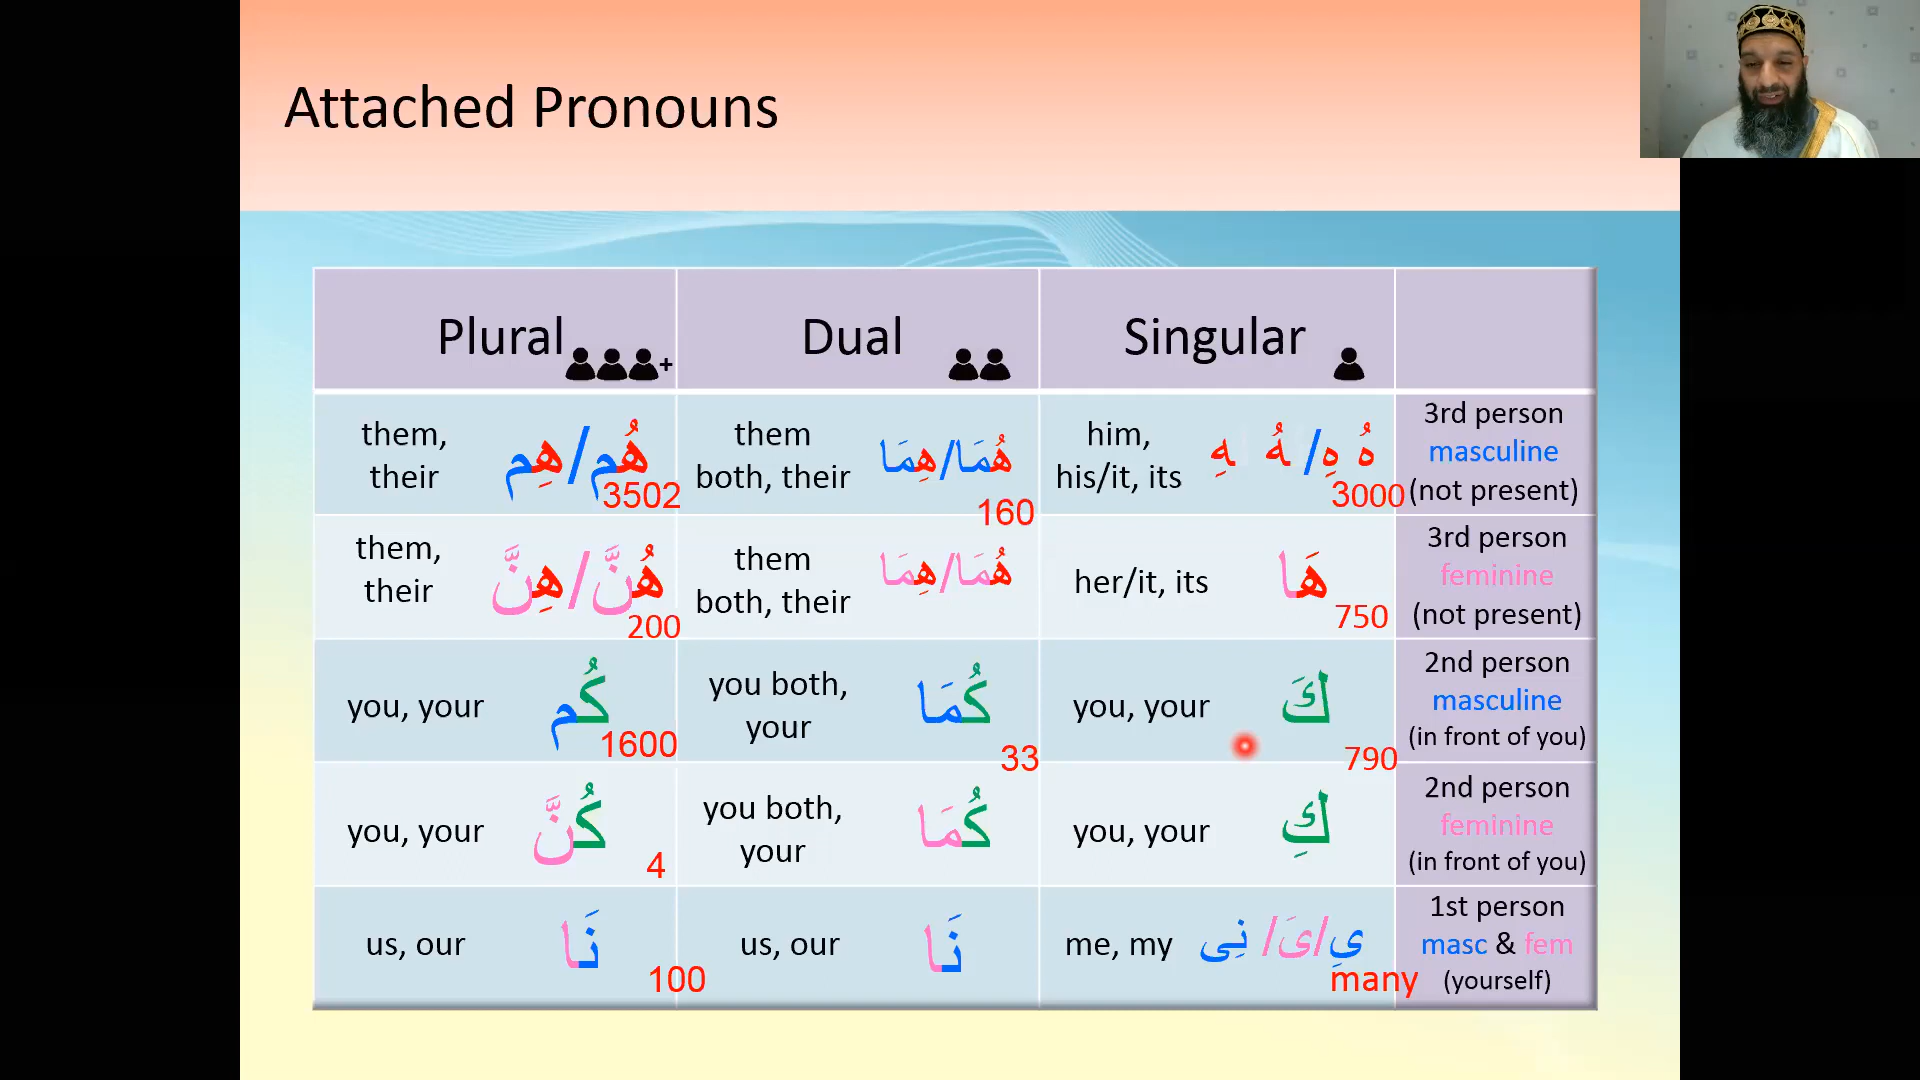 Attached Pronouns
Plural
+
Dual
Singular
them,
their
هُم/هِم
3502
them
both, their
هُمَا/هِمَا
160
him,
his/it, its
هُ هِ/ هُ هِ
3000
3rd person
masculine
(not present)
them,
their
هُنَّ/هِنَّ
200
them
both, their
هُمَا/هِمَا
her/it, its
هَا
750
3rd person
feminine
(not present)
you, your
كُم
1600
you both,
your
كُمَا
33
you, your
كَ
790
2nd person
masculine
(in front of you)
you, your
كُنَّ
4
you both,
your
كُمَا
you, your
كِ
2nd person
feminine
(in front of you)
us, our
نَا
100
us, our
نَا
me, my
یِ/یَ/ نِی
many
1st person
masc & fem
(yourself)